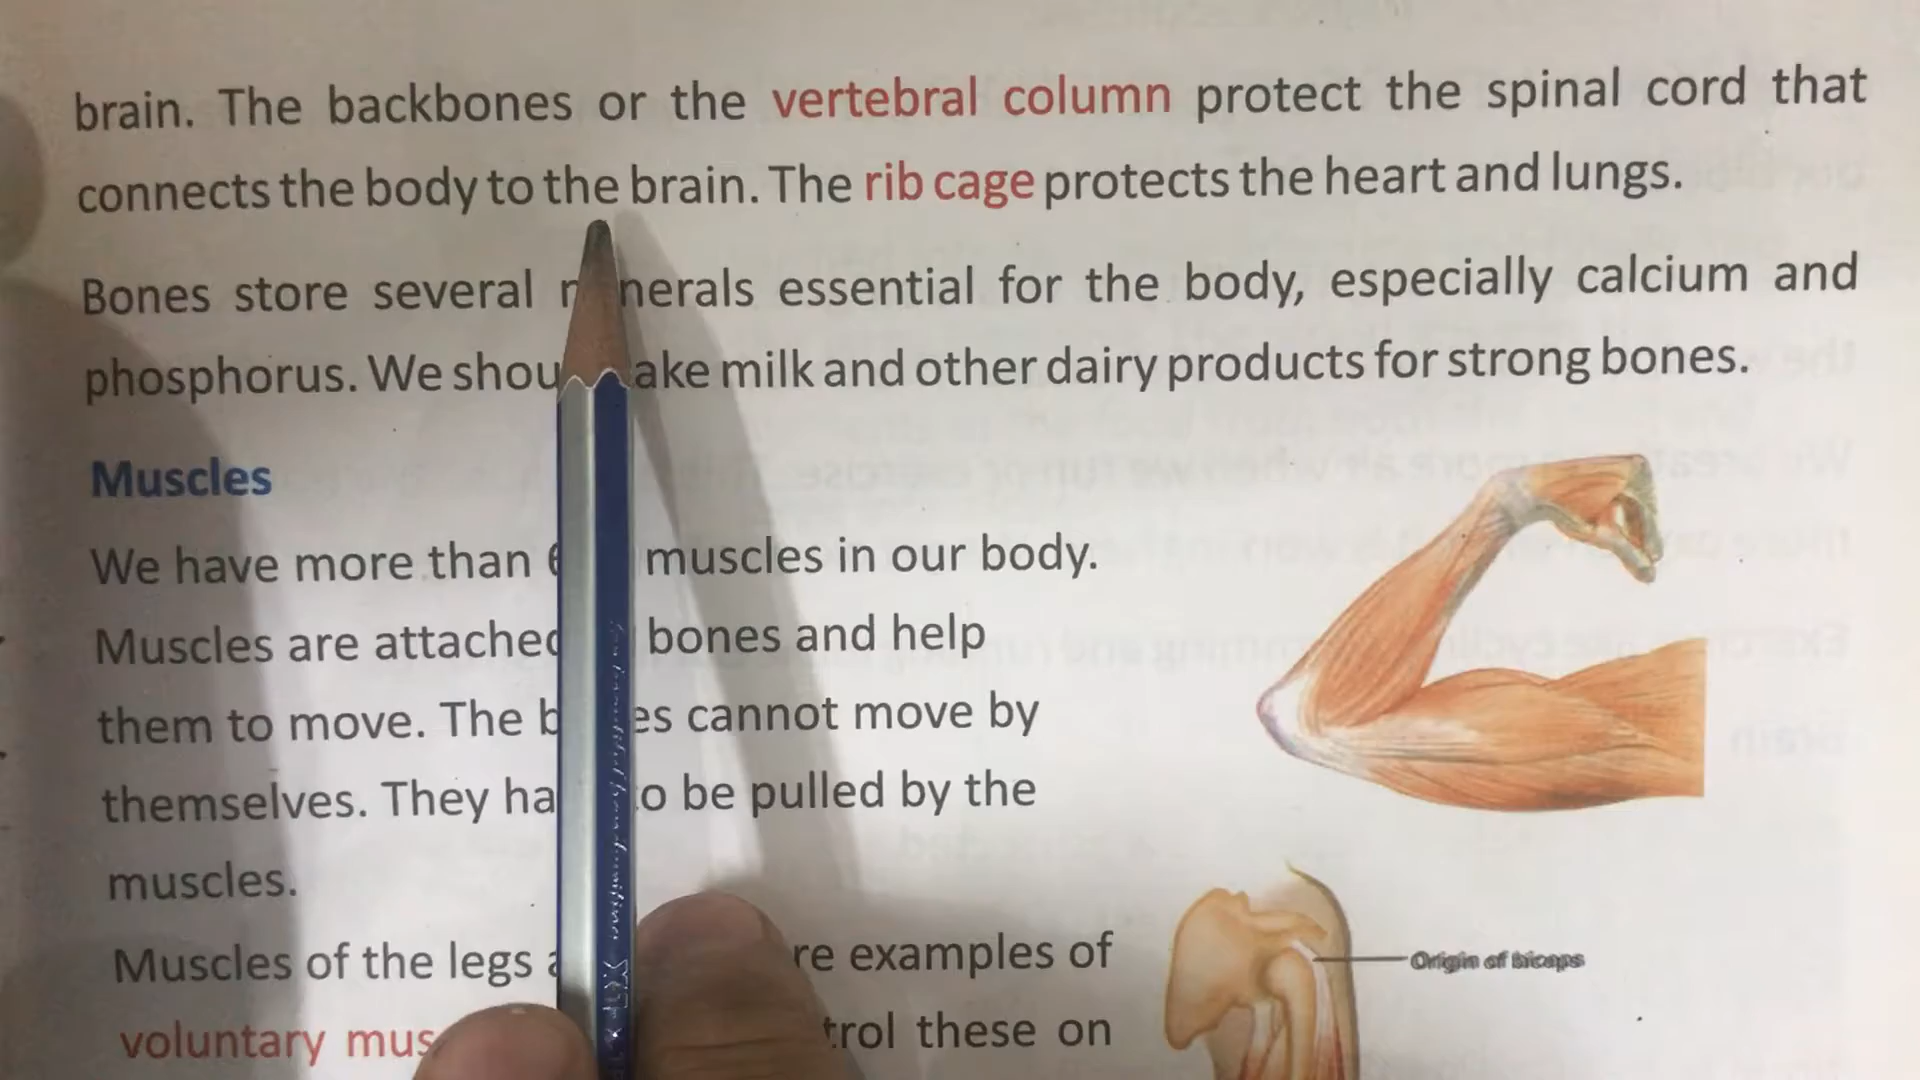 brain. The backbones or the vertebral column protect the spinal cord that
connects the body to the brain. The rib cage protects the heart and lungs.
Bones store several nerals essential for the body, especially calcium and
phosphorus. We shou ake milk and other dairy products for strong bones.
Muscles
We have more than 6 muscles in our body.
Muscles are attached bones and help
them to move. The b es cannot move by
themselves. They ha to be pulled by the
muscles.
Muscles of the legs a re examples of
voluntary mus trol these on
Origin of biceps